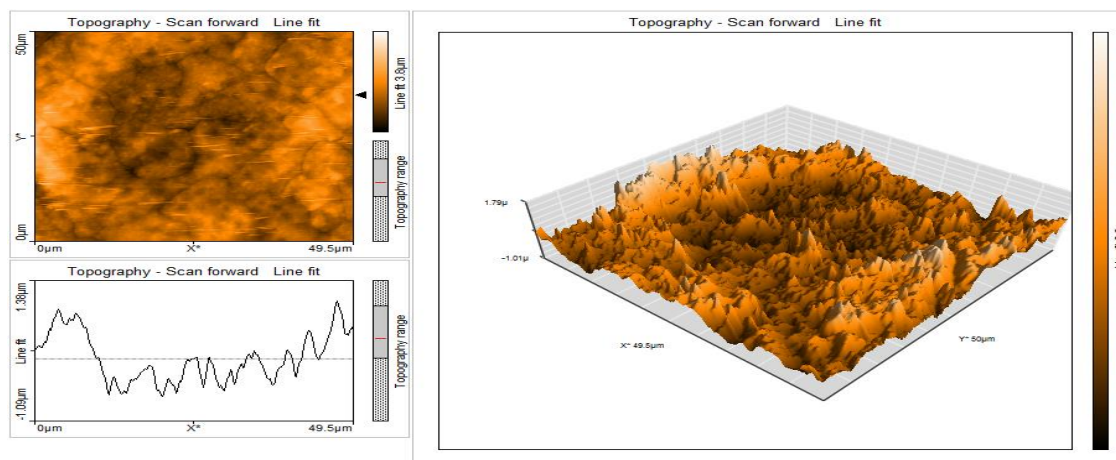 Topography - Scan forward Line fit
50µm
Y*
0µm
0µm
X*
49.5µm
Line fit 3.8µm
Topography range
Topography - Scan forward Line fit
1.38µm
Line fit
-1.09µm
0µm
X*
49.5µm
Topography range
Topography - Scan forward Line fit
1.79µ
-1.01µ
X* 49.5µm
Y* 50µm